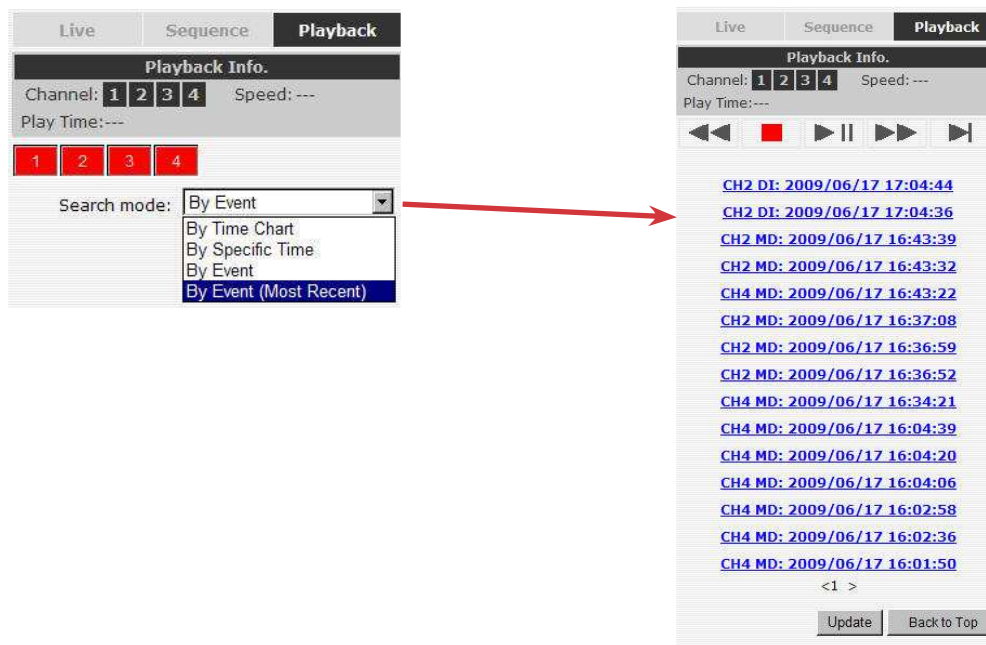 Live Sequence Playback
Playback Info.
Channel: 1 2 3 4 Speed: ---
Play Time:---
1 2 3 4
Search mode: By Event
By Time Chart
By Specific Time
By Event
By Event (Most Recent)
Live Sequence Playback
Playback Info.
Channel: 1 2 3 4 Speed: ---
Play Time:---
CH2 DI: 2009/06/17 17:04:44
CH2 DI: 2009/06/17 17:04:36
CH2 MD: 2009/06/17 16:43:39
CH2 MD: 2009/06/17 16:43:32
CH4 MD: 2009/06/17 16:43:22
CH2 MD: 2009/06/17 16:37:08
CH2 MD: 2009/06/17 16:36:59
CH2 MD: 2009/06/17 16:36:52
CH4 MD: 2009/06/17 16:34:21
CH4 MD: 2009/06/17 16:04:39
CH4 MD: 2009/06/17 16:04:20
CH4 MD: 2009/06/17 16:04:06
CH4 MD: 2009/06/17 16:02:58
CH4 MD: 2009/06/17 16:02:36
CH4 MD: 2009/06/17 16:01:50
<1 >
Update Back to Top